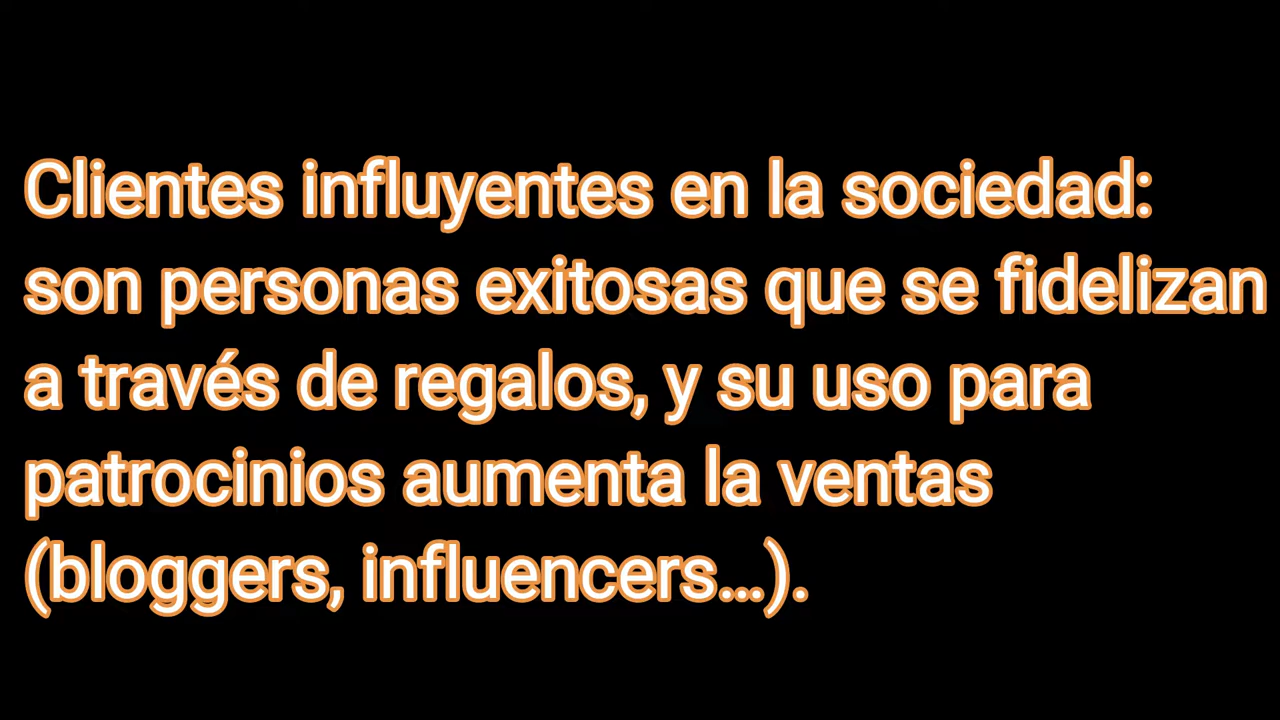 Clientes influyentes en la sociedad:
son personas exitosas que se fidelizan
a través de regalos, y su uso para
patrocinios aumenta la ventas
(bloggers, influencers...).